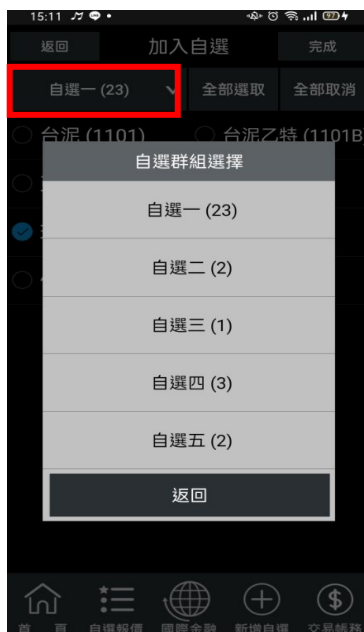 15:11
97
返回 加入自選 完成
自選一 (23) 全部選取 全部取消
台泥 (1101) 台泥乙特 (1101B
自選群組選擇
自選一 (23)
自選二 (2)
自選三 (1)
自選四 (3)
自選五 (2)
返回
首 頁 自選報價 國際金融 新增自選 交易帳務